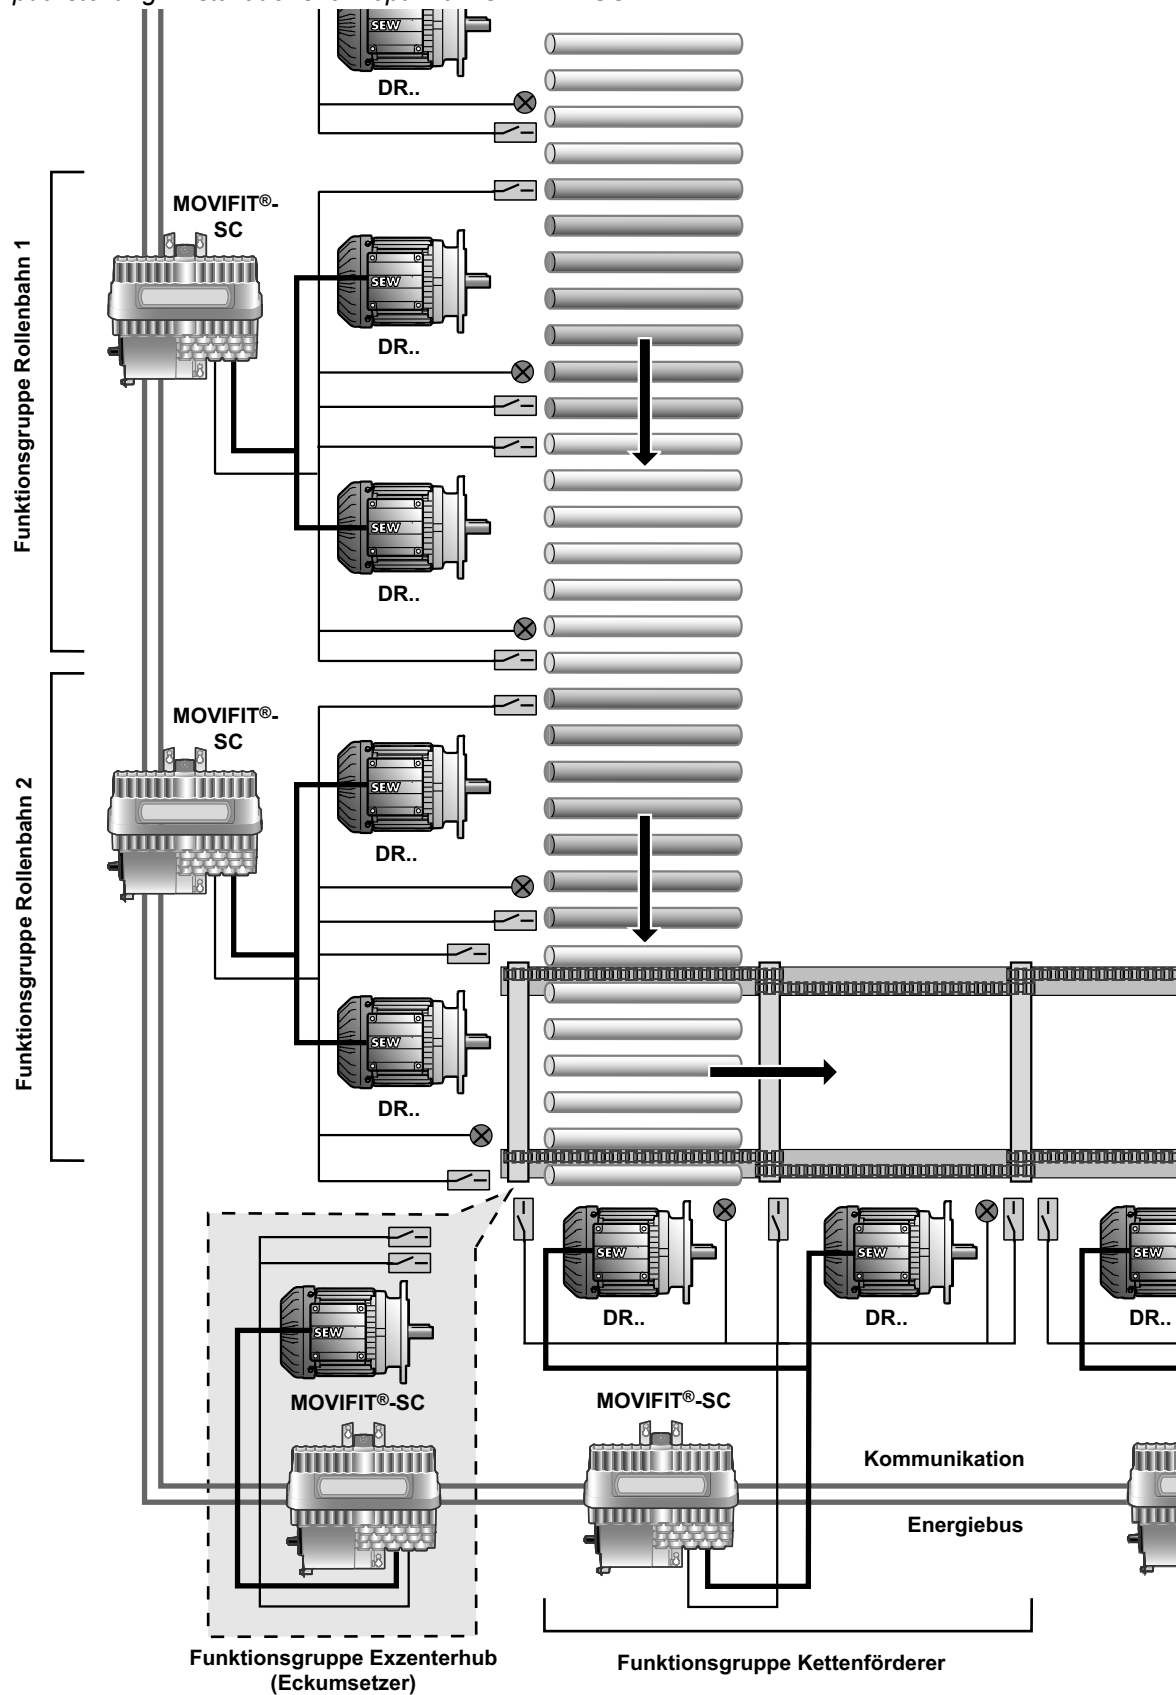 DR..
MOVIFIT®-
SC
SEW
DR..
Funktionsgruppe Rollenbahn 1
SEW
DR..
MOVIFIT®-
SC
SEW
DR..
Funktionsgruppe Rollenbahn 2
SEW
DR..
SEW
DR..
SEW
DR..
SEW
DR..
SEW
MOVIFIT®-SC
MOVIFIT®-SC
Kommunikation
Energiebus
Funktionsgruppe Exzenterhub
(Eckumsetzer)
Funktionsgruppe Kettenförderer
SEW